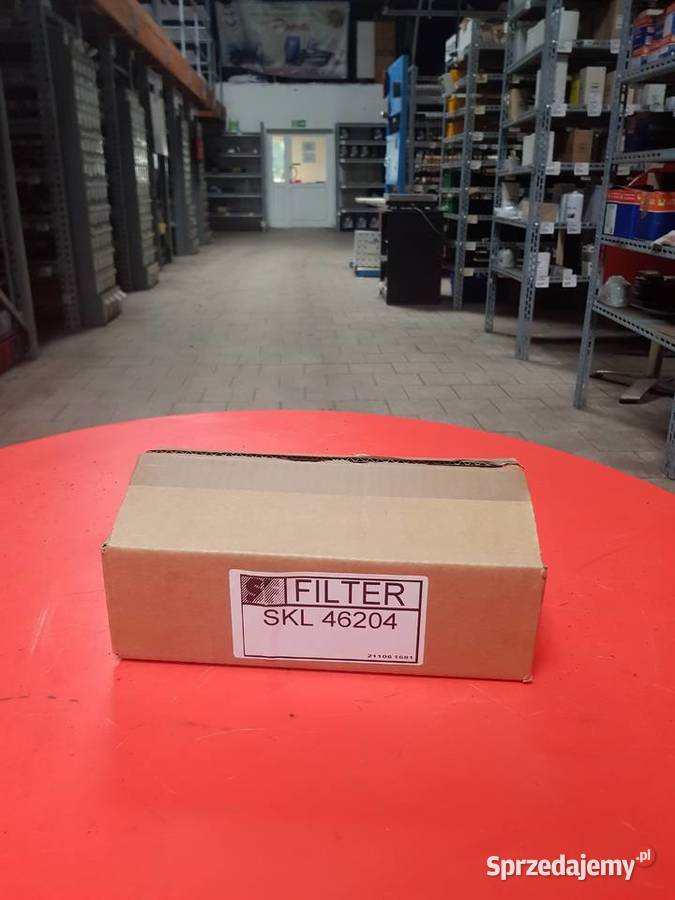 SF FILTER
SKL 46204
21106 1681
Sprzedajemy.pl